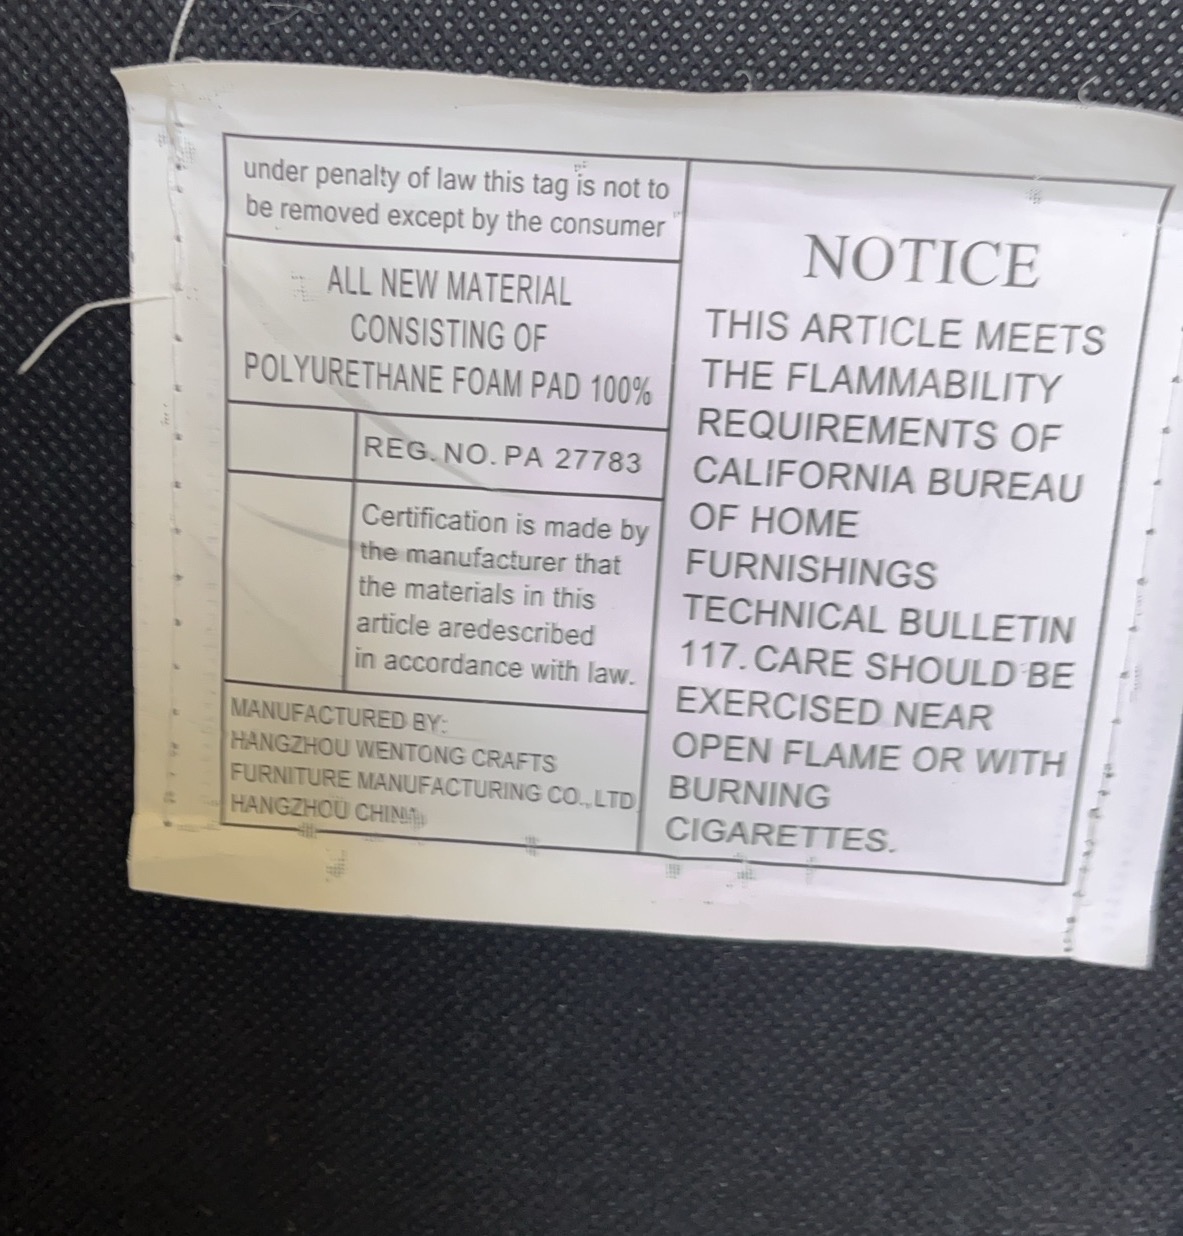 under penalty of law this tag is not to
be removed except by the consumer
ALL NEW MATERIAL
CONSISTING OF
POLYURETHANE FOAM PAD 100%
REG. NO. PA 27783
Certification is made by
the manufacturer that
the materials in this
article aredescribed
in accordance with law.
MANUFACTURED BY:
HANGZHOU WENTONG CRAFTS
FURNITURE MANUFACTURING CO., LTD
HANGZHOU CHINA
NOTICE
THIS ARTICLE MEETS
THE FLAMMABILITY
REQUIREMENTS OF
CALIFORNIA BUREAU
OF HOME
FURNISHINGS
TECHNICAL BULLETIN
117. CARE SHOULD BE
EXERCISED NEAR
OPEN FLAME OR WITH
BURNING
CIGARETTES.